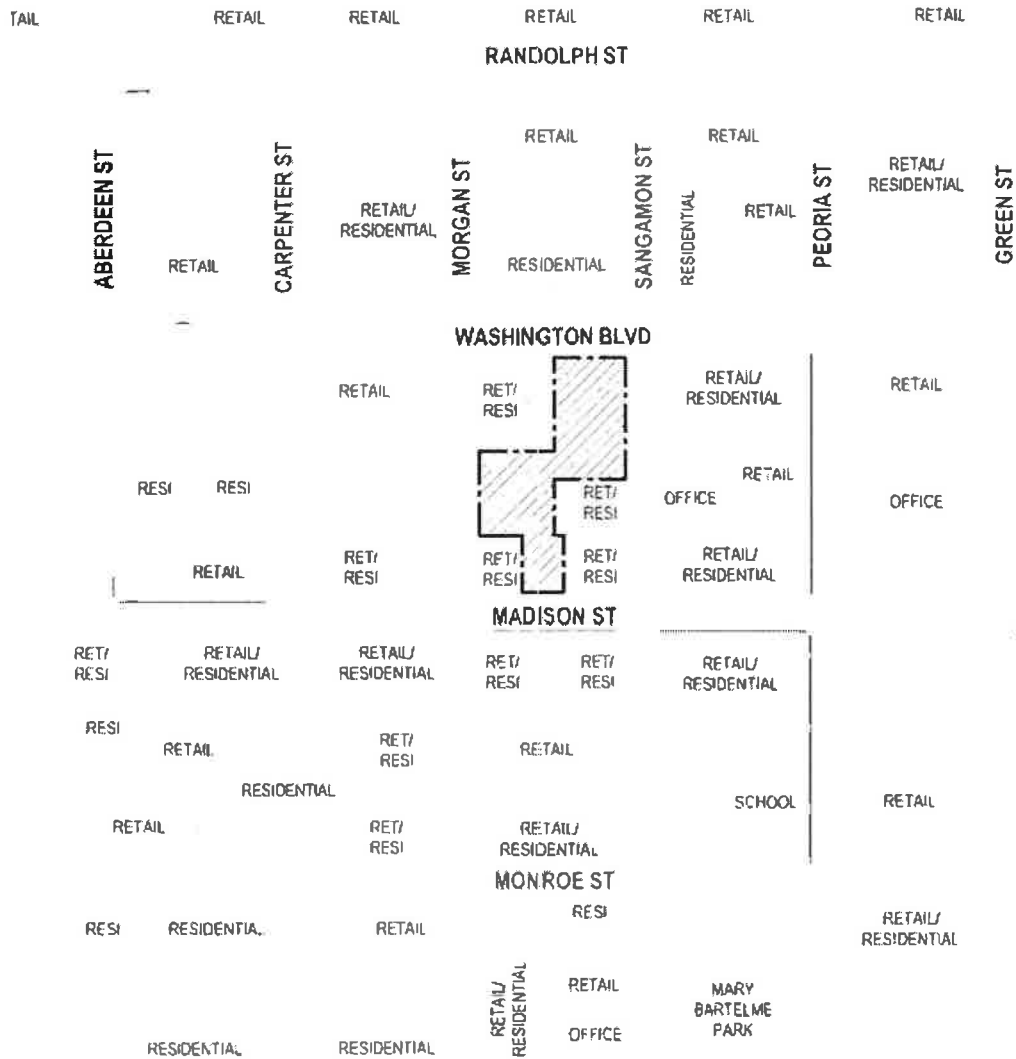 TAIL
RETAIL
RETAIL
RETAIL
RETAIL
RETAIL
RANDOLPH ST
ABERDEEN ST
CARPENTER ST
MORGAN ST
SANGAMON ST
PEORIA ST
GREEN ST
RETAIL
RETAIL
RETAIL/
RESIDENTIAL
RETAIL/
RESIDENTIAL
RESIDENTIAL
RETAIL
RETAIL
RESIDENTIAL
WASHINGTON BLVD
RETAIL
RET/
RESI
RETAIL/
RESIDENTIAL
RETAIL
RESI
RESI
RET/
RESI
OFFICE
RETAIL
OFFICE
RETAIL
RET/
RESI
RET/
RESI
RET/
RESI
RETAIL/
RESIDENTIAL
MADISON ST
RET/
RESI
RETAIL/
RESIDENTIAL
RETAIL/
RESIDENTIAL
RET/
RESI
RET/
RESI
RETAIL/
RESIDENTIAL
RESI
RETAIL
RET/
RESI
RETAIL
RESIDENTIAL
SCHOOL
RETAIL
RETAIL
RET/
RESI
RETAIL/
RESIDENTIAL
MONROE ST
RESI
RESI
RESIDENTIA
RETAIL
RETAIL/
RESIDENTIAL
RETAIL/
RESIDENTIAL
RETAIL
OFFICE
MARY
BARTELME
PARK
RESIDENTIAL
RESIDENTIAL